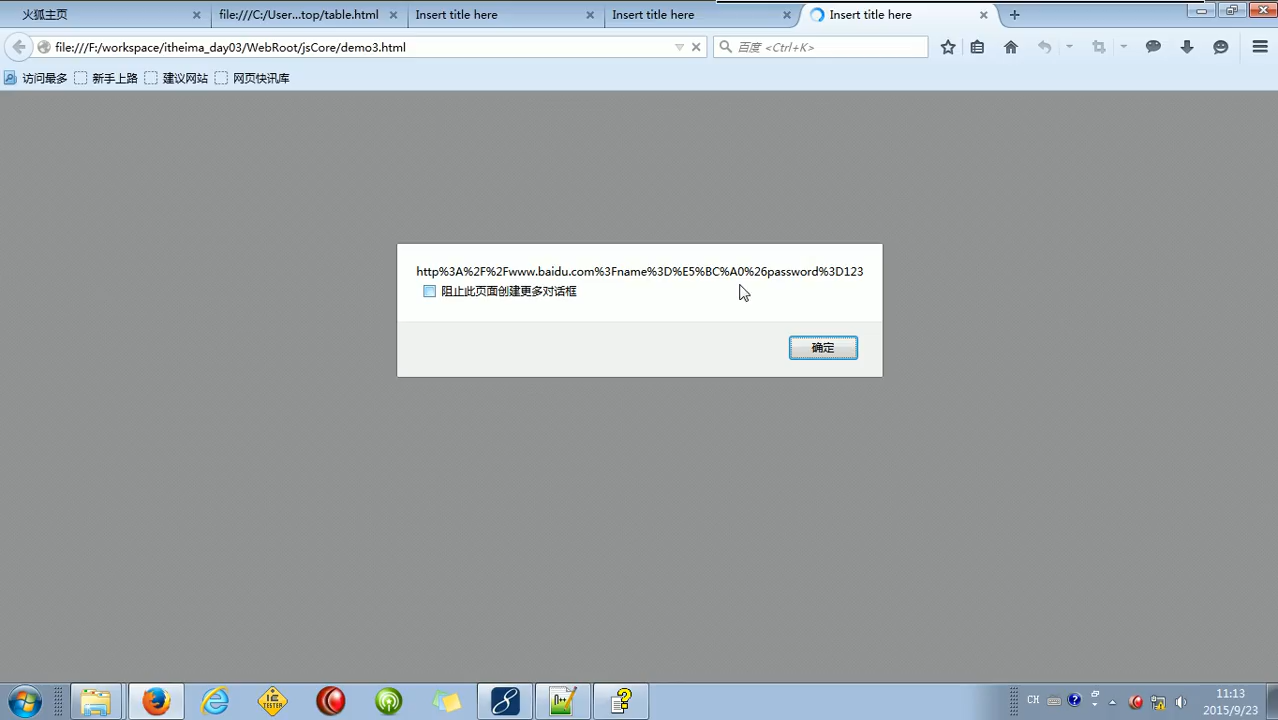 火狐主页
file:///C:/User...top/table.html
Insert title here
Insert title here
Insert title here
file:///F:/workspace/itheima_day03/WebRoot/jsCore/demo3.html
百度 <Ctrl+K>
访问最多 新手上路 建议网站 网页快讯库
http%3A%2F%2Fwww.baidu.com%3Fname%3D%E5%BC%A0%26password%3D123
阻止此页面创建更多对话框
确定
CH
11:13
2015/9/23